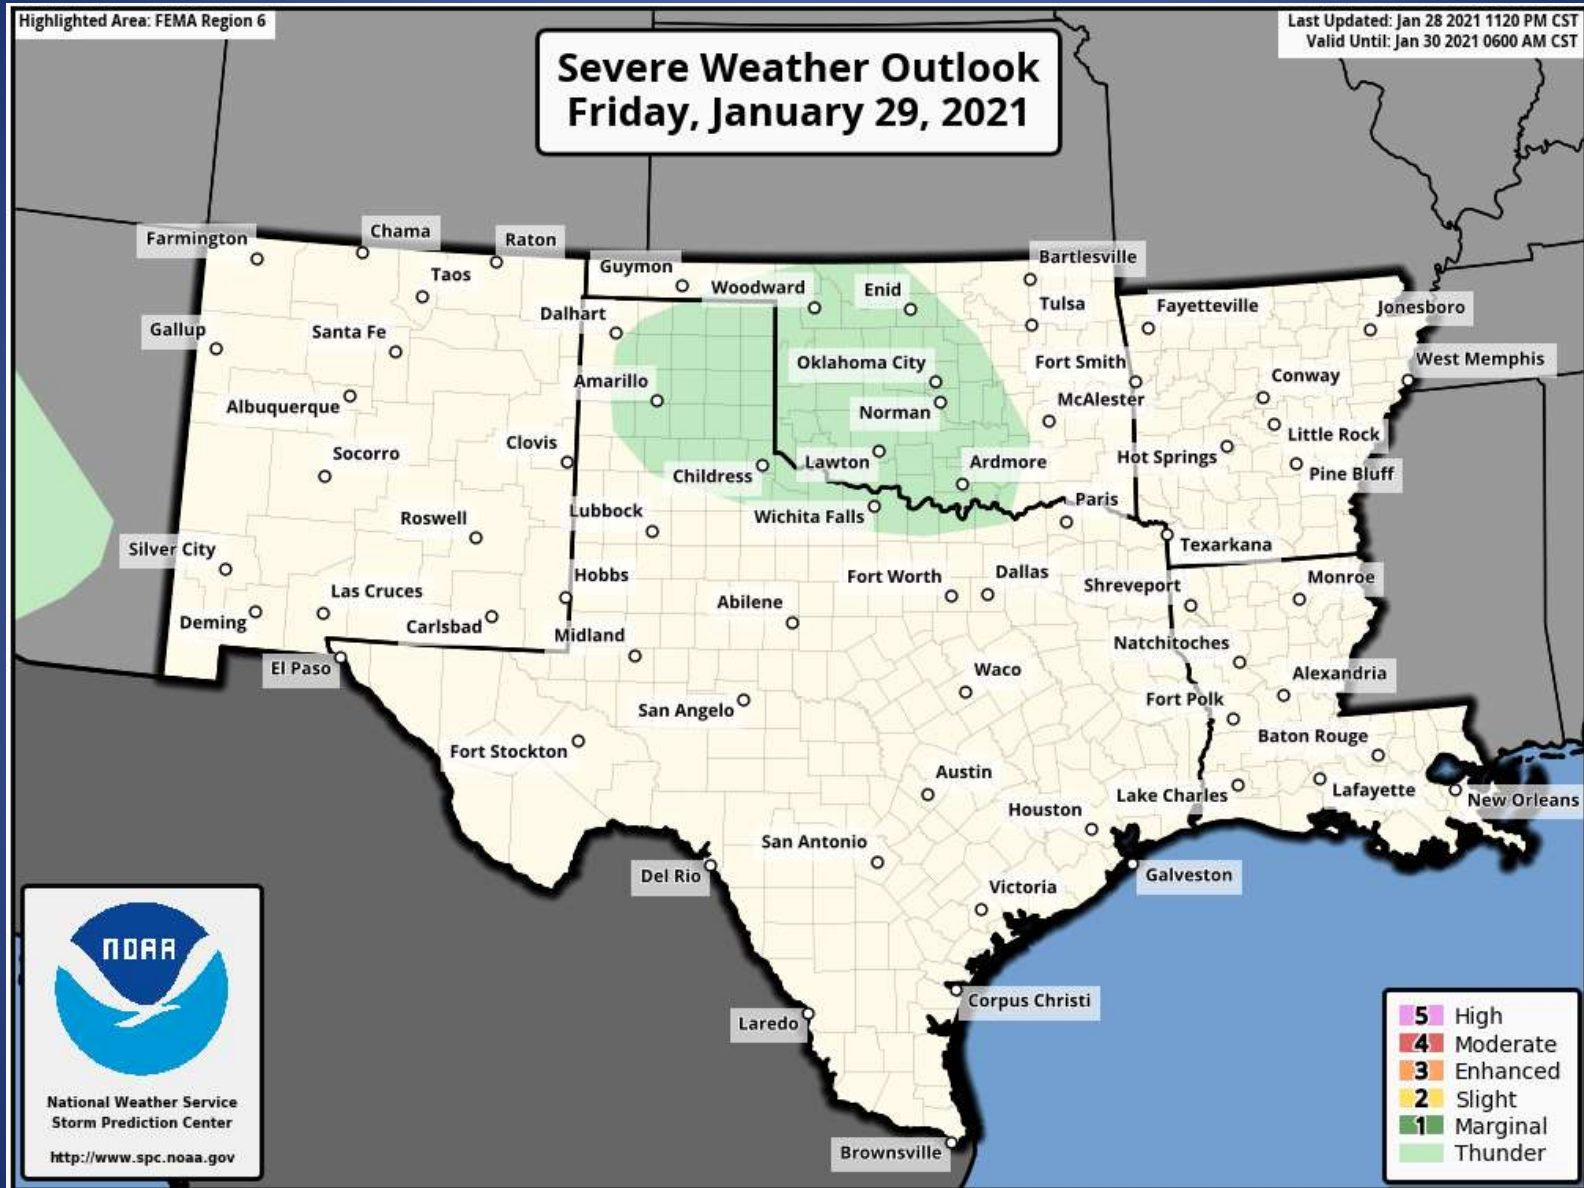 Highlighted Area: FEMA Region 6
Last Updated: Jan 28 2021 1120 PM CST
Valid Until: Jan 30 2021 0600 AM CST
Severe Weather Outlook
Friday, January 29, 2021
Farmington
Chama
Raton
Taos
Guymon
Woodward
Enid
Bartlesville
Tulsa
Fayetteville
Jonesboro
Gallup
Santa Fe
Dalhart
Albuquerque
Amarillo
Oklahoma City
Norman
Fort Smith
McAlester
Conway
West Memphis
Socorro
Clovis
Childress
Lawton
Ardmore
Hot Springs
Little Rock
Pine Bluff
Roswell
Lubbock
Wichita Falls
Paris
Texarkana
Silver City
Las Cruces
Hobbs
Abilene
Fort Worth
Dallas
Shreveport
Monroe
Deming
Carlsbad
Midland
Natchitoches
El Paso
San Angelo
Waco
Alexandria
Fort Polk
Fort Stockton
Baton Rouge
Austin
Houston
Lake Charles
Lafayette
New Orleans
San Antonio
Del Rio
Victoria
Galveston
Corpus Christi
Laredo
Brownsville
NOAA
National Weather Service
Storm Prediction Center
http://www.spc.noaa.gov
5 High
4 Moderate
3 Enhanced
2 Slight
1 Marginal
Thunder